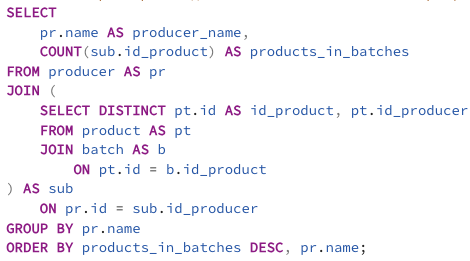 SELECT
    pr.name AS producer_name,
    COUNT(sub.id_product) AS products_in_batches
FROM producer AS pr
JOIN (
    SELECT DISTINCT pt.id AS id_product, pt.id_producer
    FROM product AS pt
    JOIN batch AS b
        ON pt.id = b.id_product
) AS sub
    ON pr.id = sub.id_producer
GROUP BY pr.name
ORDER BY products_in_batches DESC, pr.name;